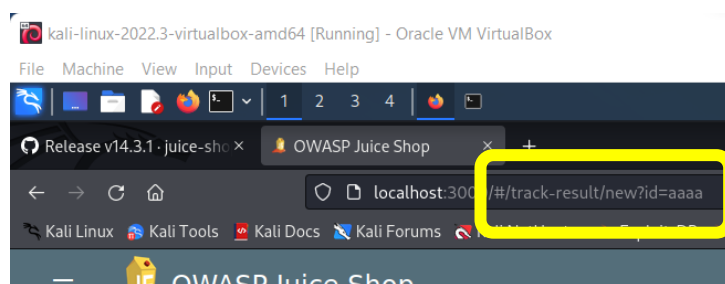 kali-linux-2022.3-virtualbox-amd64 [Running] - Oracle VM VirtualBox
File Machine View Input Devices Help
1 2 3 4
Release v14.3.1 · juice-sho × OWASP Juice Shop × +
localhost:300 /#/track-result/new?id=aaaa
Kali Linux Kali Tools Kali Docs Kali Forums
OWASP Juice Shop